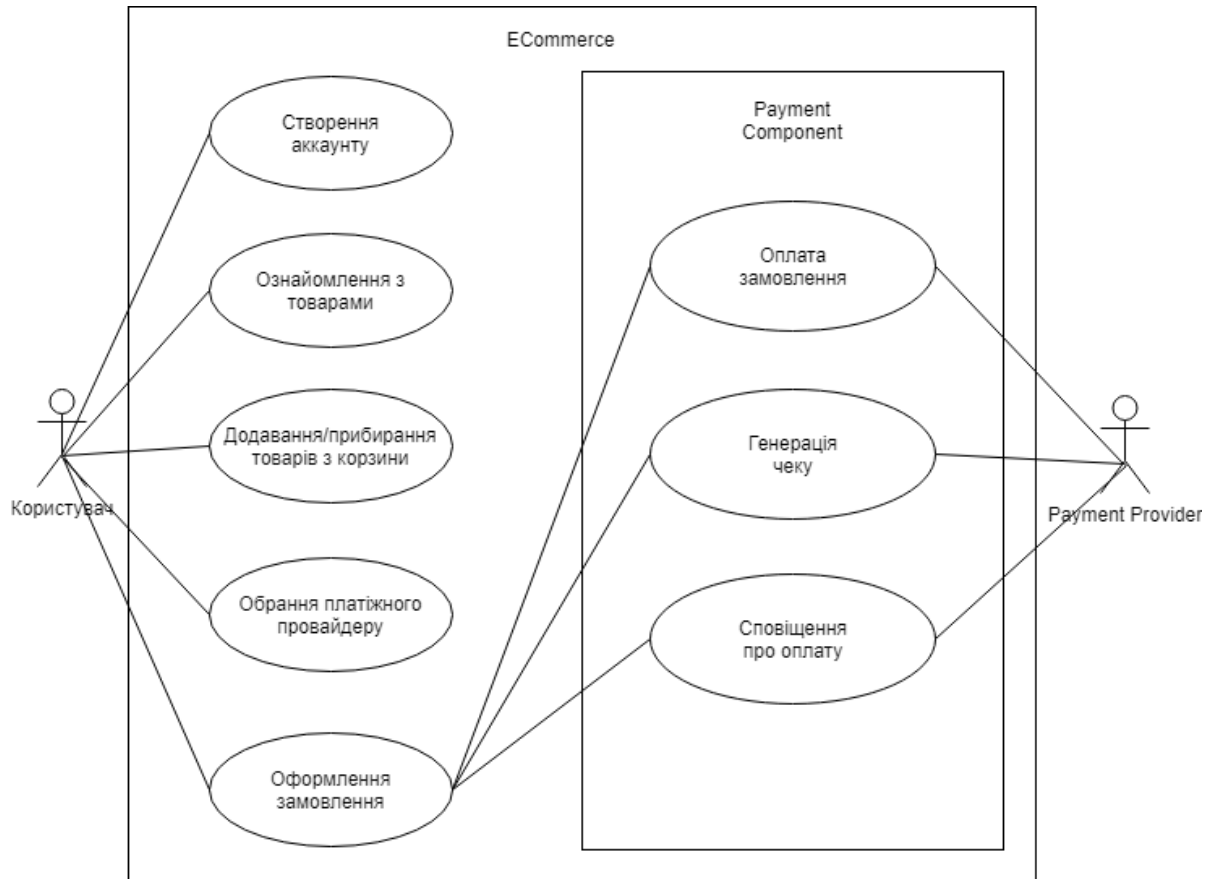 ECommerce
Створення
аккаунту
Ознайомлення з
товарами
Додавання/прибирання
товарів з корзини
Обрання платіжного
провайдеру
Оформлення
замовлення
Користувач
Payment
Component
Оплата
замовлення
Генерація
чеку
Сповіщення
про оплату
Payment Provider